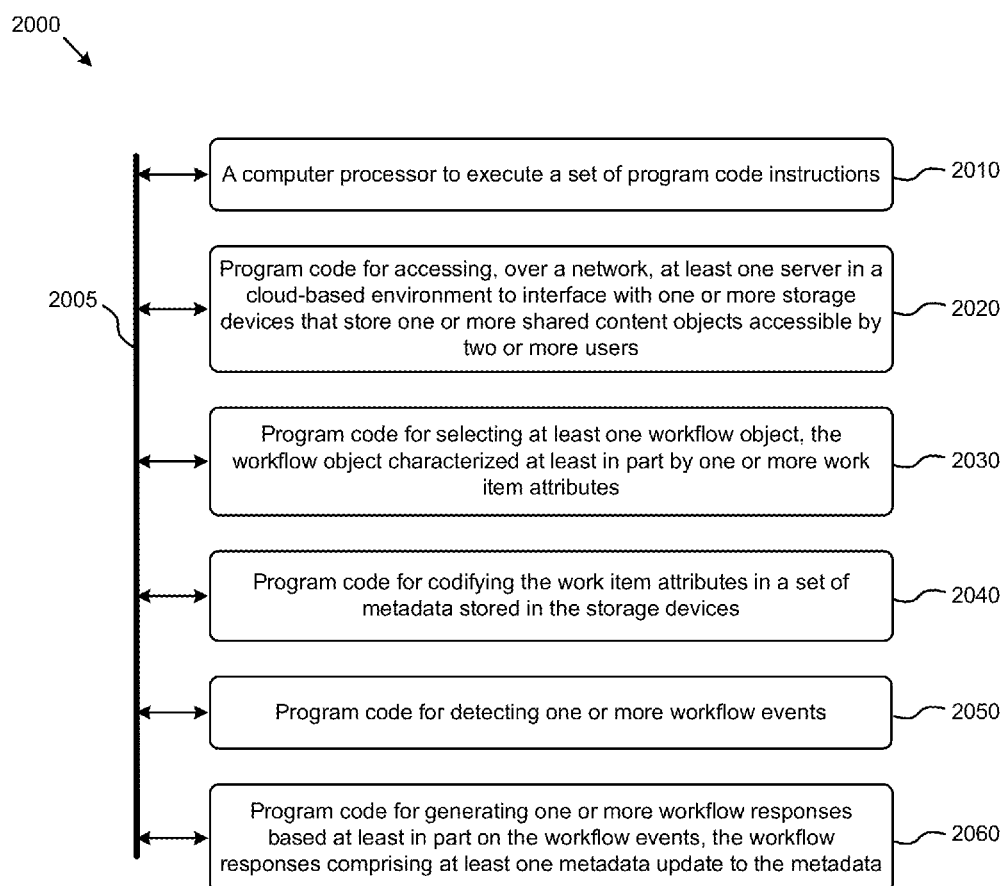 2000
A computer processor to execute a set of program code instructions
2010
Program code for accessing, over a network, at least one server in a
cloud-based environment to interface with one or more storage
devices that store one or more shared content objects accessible by
two or more users
2020
2005
Program code for selecting at least one workflow object, the
workflow object characterized at least in part by one or more work
item attributes
2030
Program code for codifying the work item attributes in a set of
metadata stored in the storage devices
2040
Program code for detecting one or more workflow events
2050
Program code for generating one or more workflow responses
based at least in part on the workflow events, the workflow
responses comprising at least one metadata update to the metadata
2060